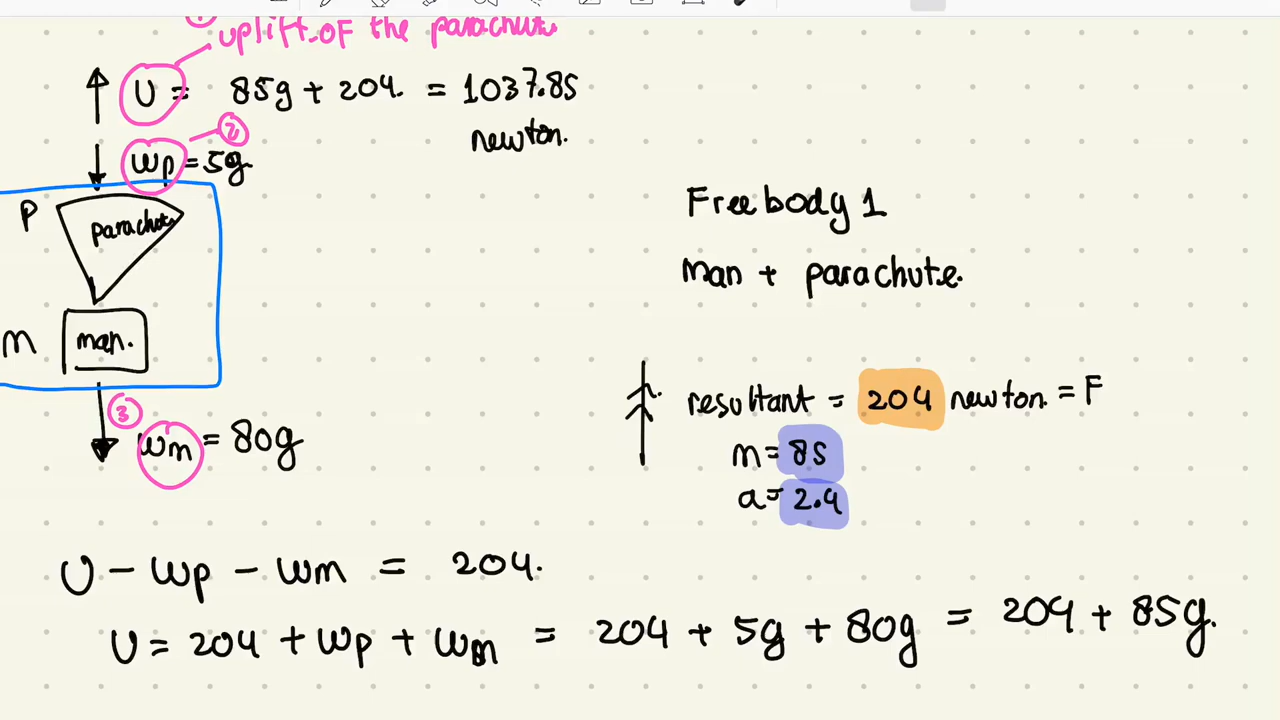 ① uplift of the parachute
U = 85g + 204. = 1037.85
newton.
②
wp = 5g
P
parachute
m
man.
③
wm = 80g
Free body 1
man + parachute.
resultant = 204 newton. = F
m = 85
a = 2.4
U - wp - wm = 204.
U = 204 + wp + wm = 204 + 5g + 80g = 204 + 85g.